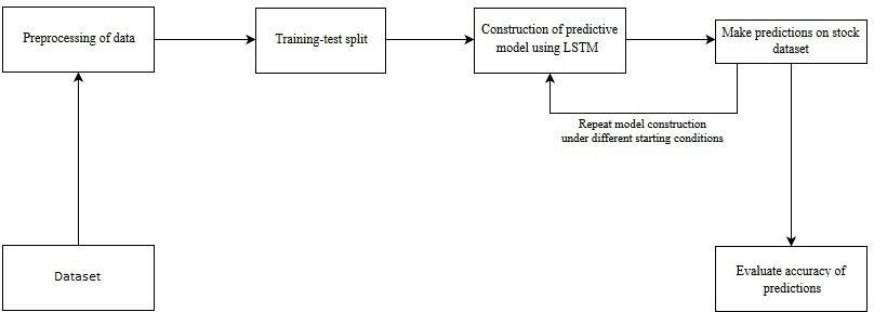 Preprocessing of data
Training-test split
Construction of predictive
model using LSTM
Make predictions on stock
dataset
Repeat model construction
under different starting conditions
Dataset
Evaluate accuracy of
predictions